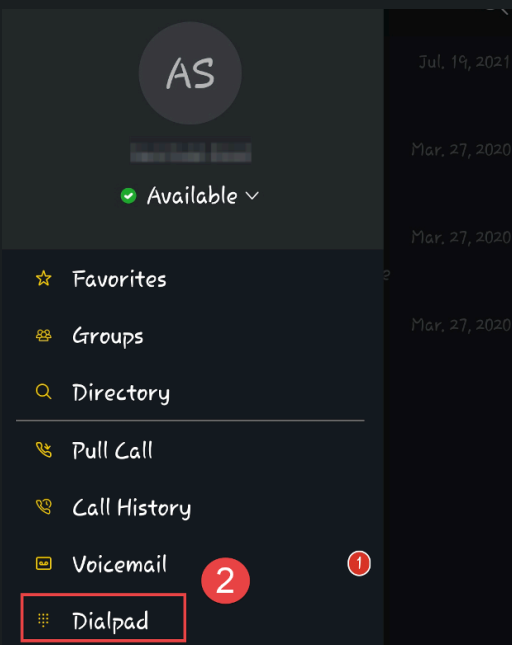 Jul. 19, 2021
AS
Mar. 27, 2020
Available
Mar. 27, 2020
Favorites
e
Mar. 27, 2020
Groups
Directory
Pull Call
Call History
Voicemail
1
2
Dialpad